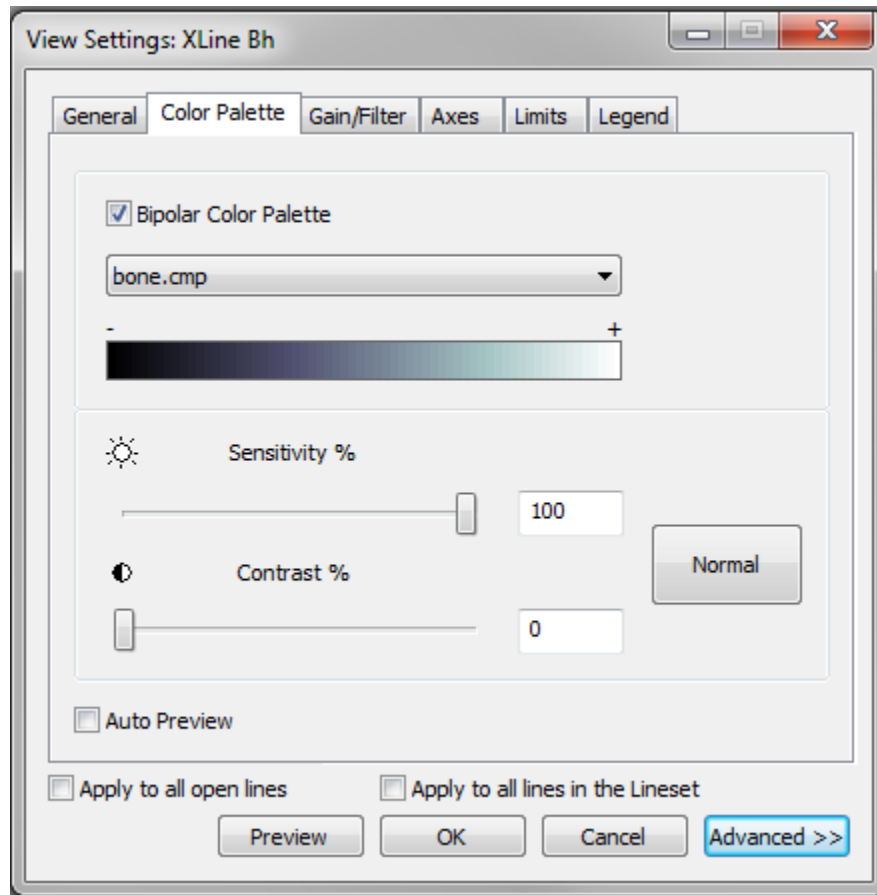 View Settings: XLine Bh
General Color Palette Gain/Filter Axes Limits Legend
Bipolar Color Palette
bone.cmp
- +
Sensitivity %
100
Normal
Contrast %
0
Auto Preview
Apply to all open lines Apply to all lines in the Lineset
Preview OK Cancel Advanced >>